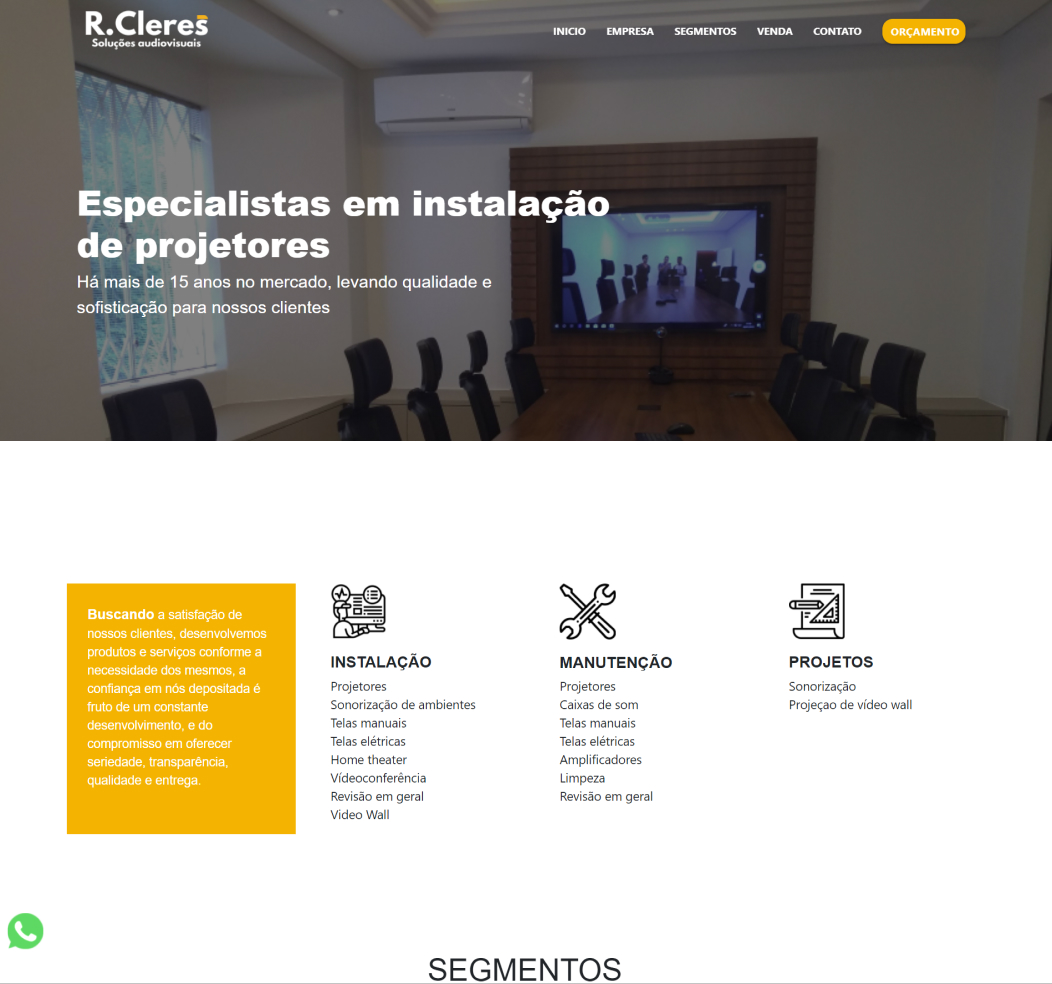 R.Cleres
Soluções audiovisuais
INICIO EMPRESA SEGMENTOS VENDA CONTATO ORÇAMENTO
Especialistas em instalação
de projetores
Há mais de 15 anos no mercado, levando qualidade e
sofisticação para nossos clientes
Buscando a satisfação de
nossos clientes, desenvolvemos
produtos e serviços conforme a
necessidade dos mesmos, a
confiança em nós depositada é
fruto de um constante
desenvolvimento, e do
compromisso em oferecer
seriedade, transparência,
qualidade e entrega.
INSTALAÇÃO
Projetores
Sonorização de ambientes
Telas manuais
Telas elétricas
Home theater
Vídeoconferência
Revisão em geral
Video Wall
MANUTENÇÃO
Projetores
Caixas de som
Telas manuais
Telas elétricas
Amplificadores
Limpeza
Revisão em geral
PROJETOS
Sonorização
Projeçao de vídeo wall
SEGMENTOS